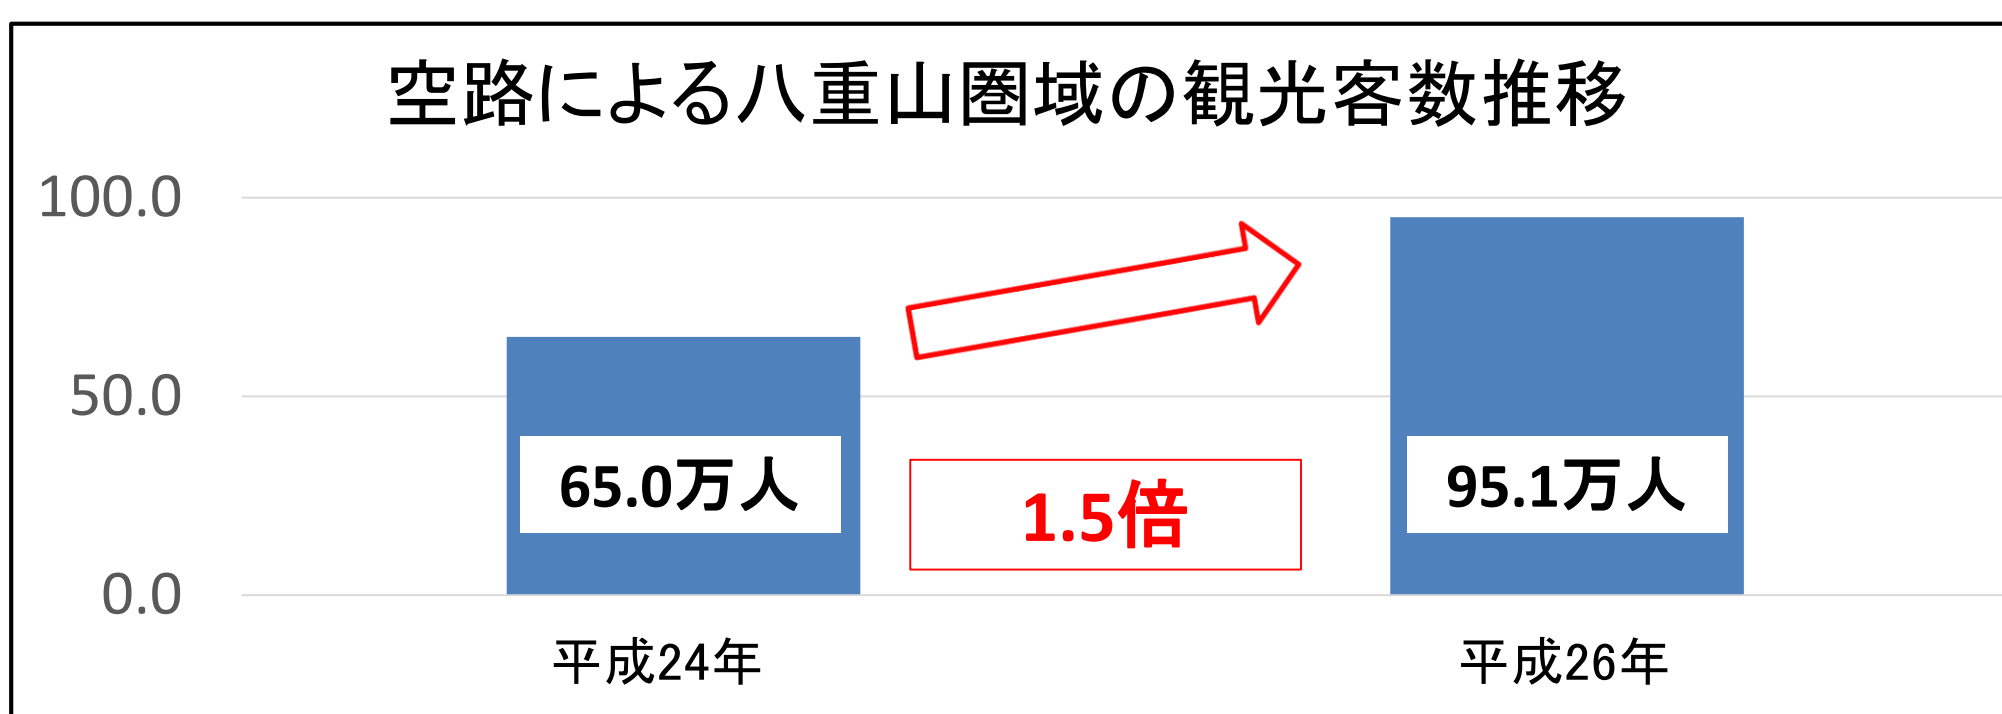 空路による八重山圏域の観光客数推移
100.0
50.0
0.0
65.0万人
1.5倍
95.1万人
平成24年
平成26年